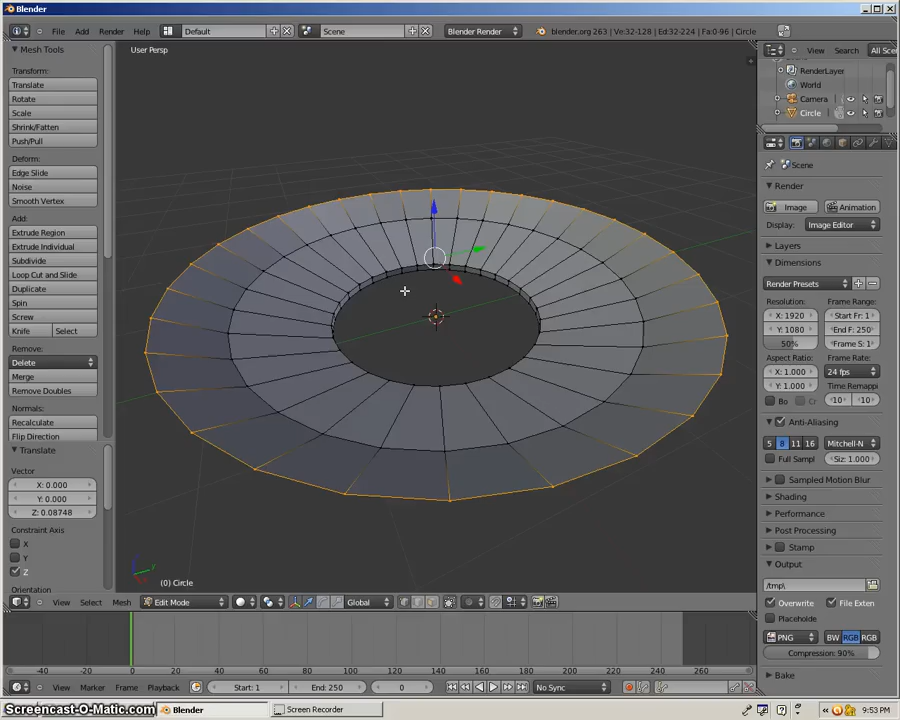 Blender
File Add Render Help Default Scene Blender Render blender.org 263 | Ve:32-128 | Ed:32-224 | Fa:0-96 | Circle
Mesh Tools
User Persp
View Search All Sce
Transform:
Translate
Rotate
Scale
Shrink/Fatten
Push/Pull
Deform:
Edge Slide
Noise
Smooth Vertex
Add:
Extrude Region
Extrude Individual
Subdivide
Loop Cut and Slide
Duplicate
Spin
Screw
Knife Select
Remove:
Delete
Merge
Remove Doubles
Normals:
Recalculate
Flip Direction
Translate
Vector
X: 0.000
Y: 0.000
Z: 0.08748
Constraint Axis
X
Y
Z
Orientation
(0) Circle
View Select Mesh Edit Mode Global
RenderLayer
World
Camera
Circle
Scene
Render
Image Animation
Display: Image Editor
Layers
Dimensions
Render Presets
Resolution: Frame Range:
X: 1920 Start Fr: 1
Y: 1080 End F: 250
50% Frame S: 1
Aspect Ratio: Frame Rate:
X: 1.000 24 fps
Y: 1.000 Time Remappi
Bo Cr 10 10
Anti-Aliasing
5 8 11 16 Mitchell-N
Full Sampl Siz: 1.000
Sampled Motion Blur
Shading
Performance
Post Processing
Stamp
Output
/tmp\
Overwrite File Exten
Placeholde
PNG BW RGB RGB
Compression: 90%
Bake
-40 -20 0 20 40 60 80 100 120 140 160 180 200 220 240 260
View Marker Frame Playback Start: 1 End: 250 0 No Sync
Screencast-O-Matic.com Blender Screen Recorder 9:53 PM